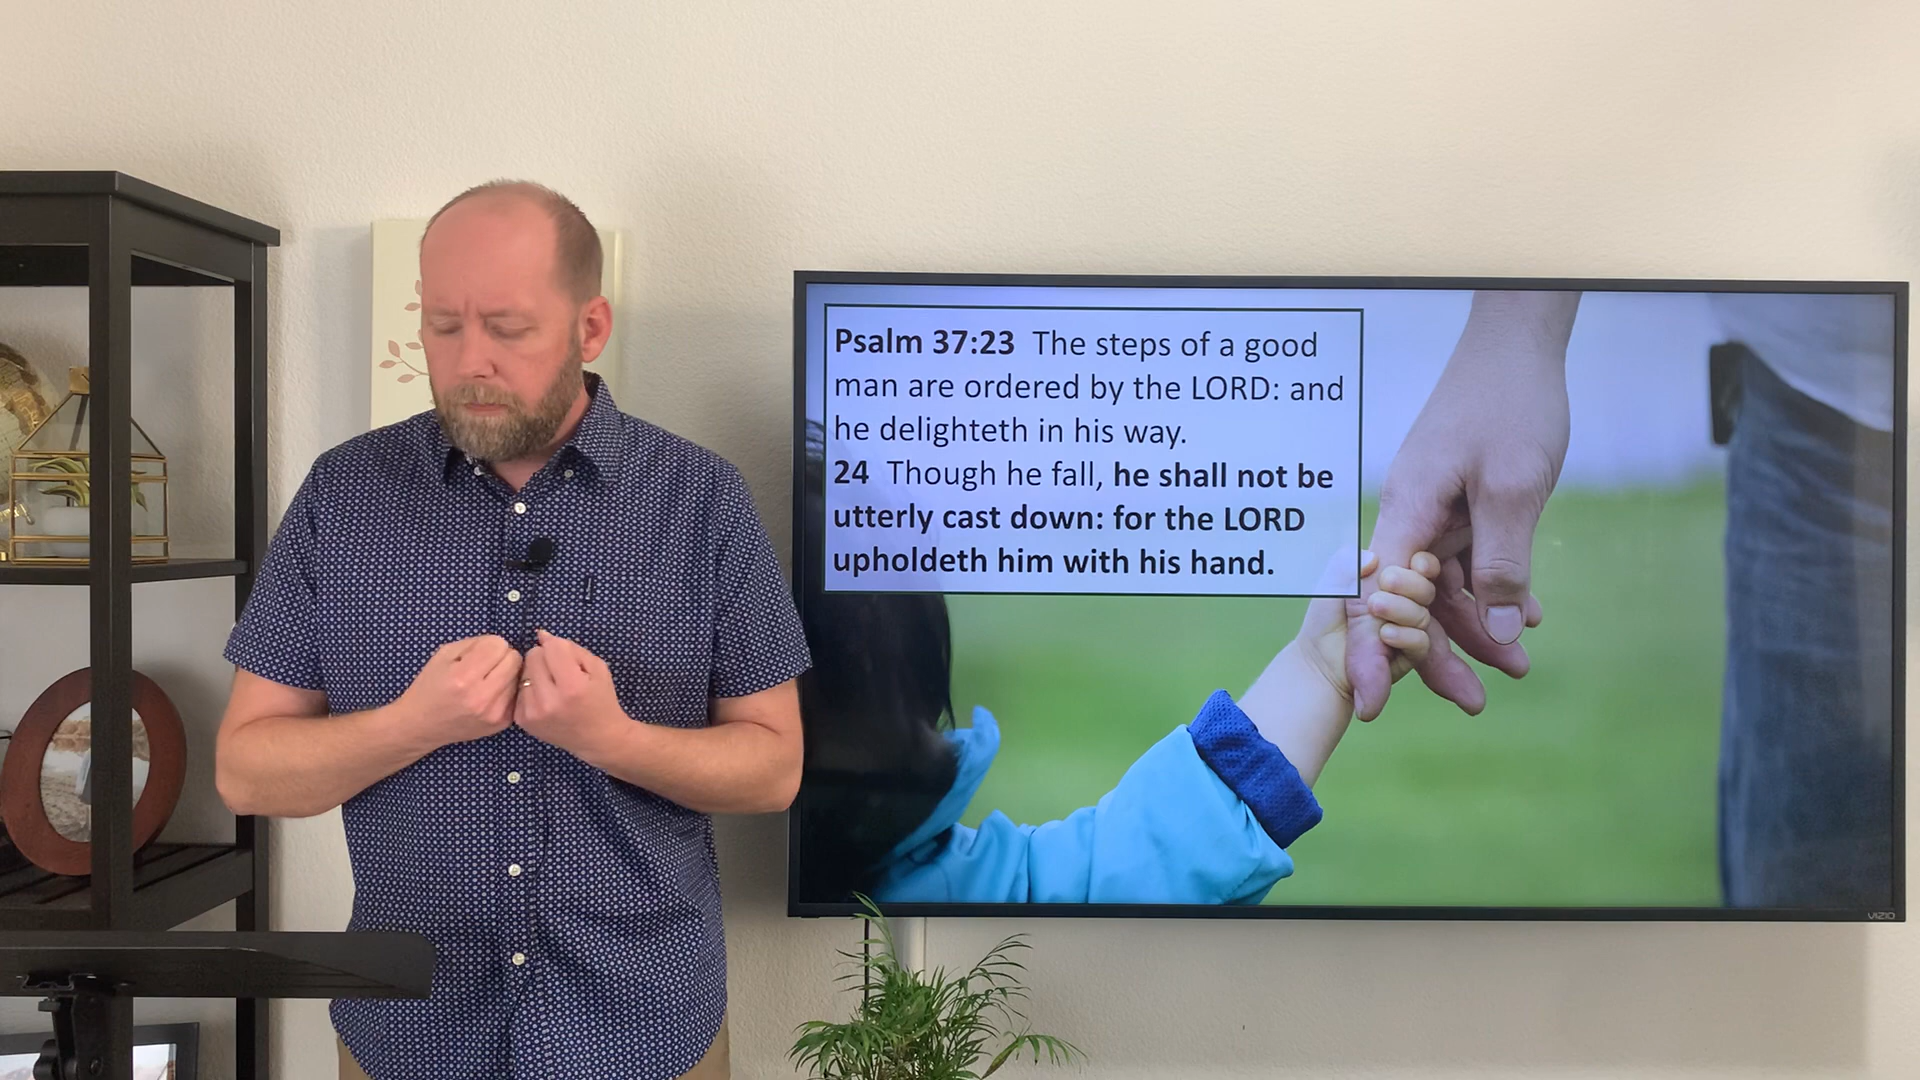 Psalm 37:23 The steps of a good
man are ordered by the LORD: and
he delighteth in his way.
24 Though he fall, he shall not be
utterly cast down: for the LORD
upholdeth him with his hand.
VIZIO